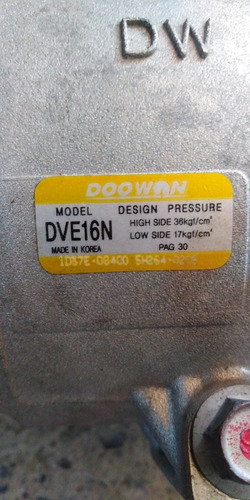 DW
DOOWON
MODEL DESIGN PRESSURE
DVE16N HIGH SIDE 36kgf/cm²
LOW SIDE 17kgf/cm²
MADE IN KOREA PAG 30